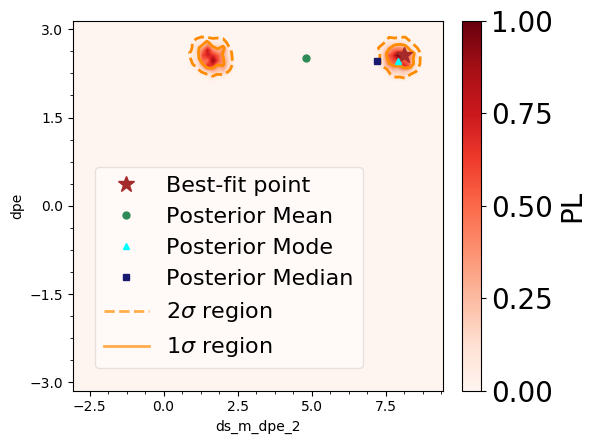 3.0
1.5
0.0
−1.5
−3.0
dpe
−2.5
0.0
2.5
5.0
7.5
ds_m_dpe_2
Best-fit point
Posterior Mean
Posterior Mode
Posterior Median
2σ region
1σ region
1.00
0.75
0.50
0.25
0.00
PL